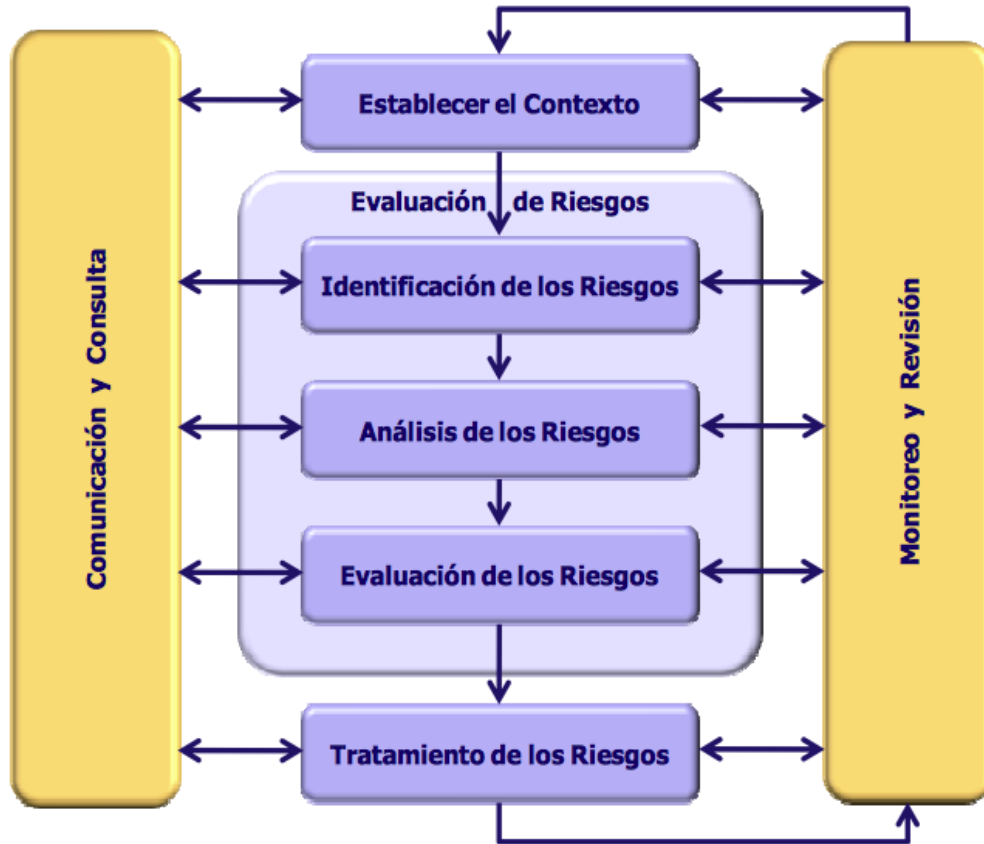 Establecer el Contexto
Evaluación de Riesgos
Identificación de los Riesgos
Análisis de los Riesgos
Evaluación de los Riesgos
Tratamiento de los Riesgos
Comunicación y Consulta
Monitoreo y Revisión